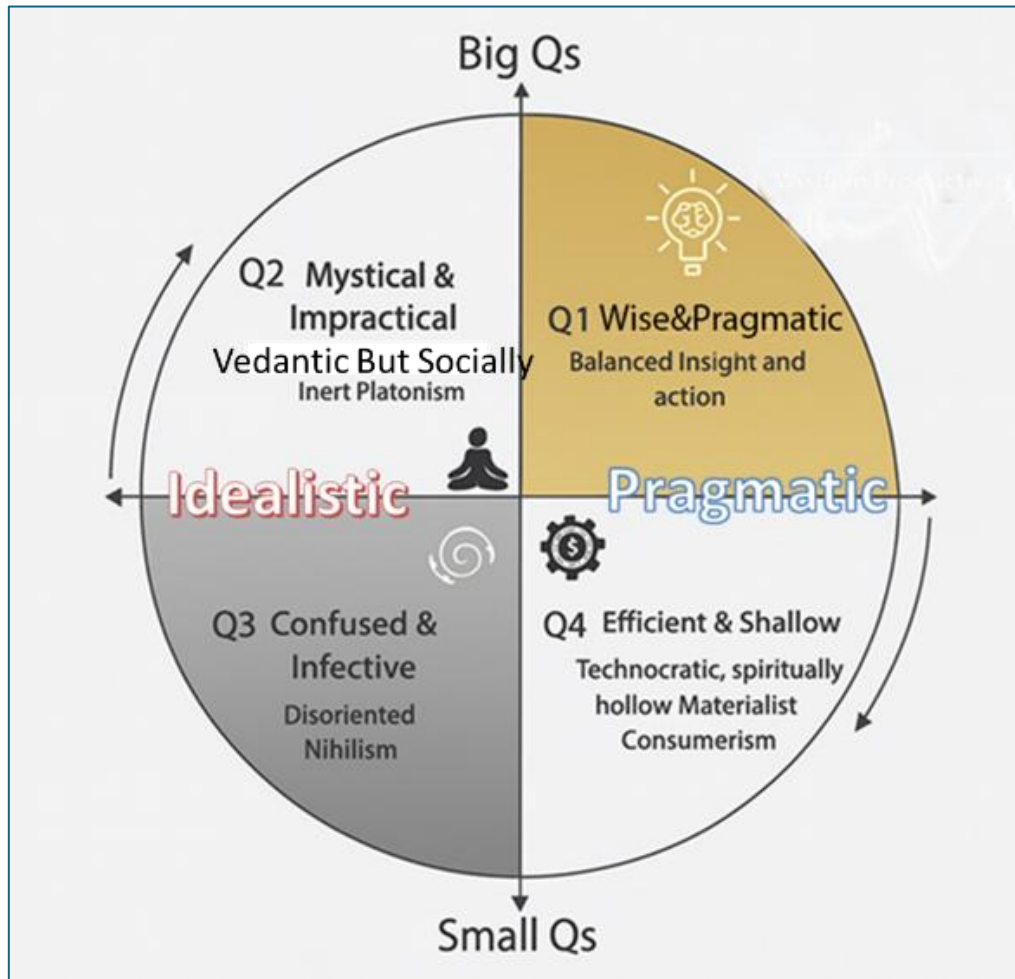 Big Qs
Q2 Mystical &
Impractical
Vedantic But Socially
Inert Platonism
Q1 Wise&Pragmatic
Balanced Insight and
action
Idealistic
Pragmatic
$
Q3 Confused &
Infective
Disoriented
Nihilism
Q4 Efficient & Shallow
Technocratic, spiritually
hollow Materialist
Consumerism
Small Qs